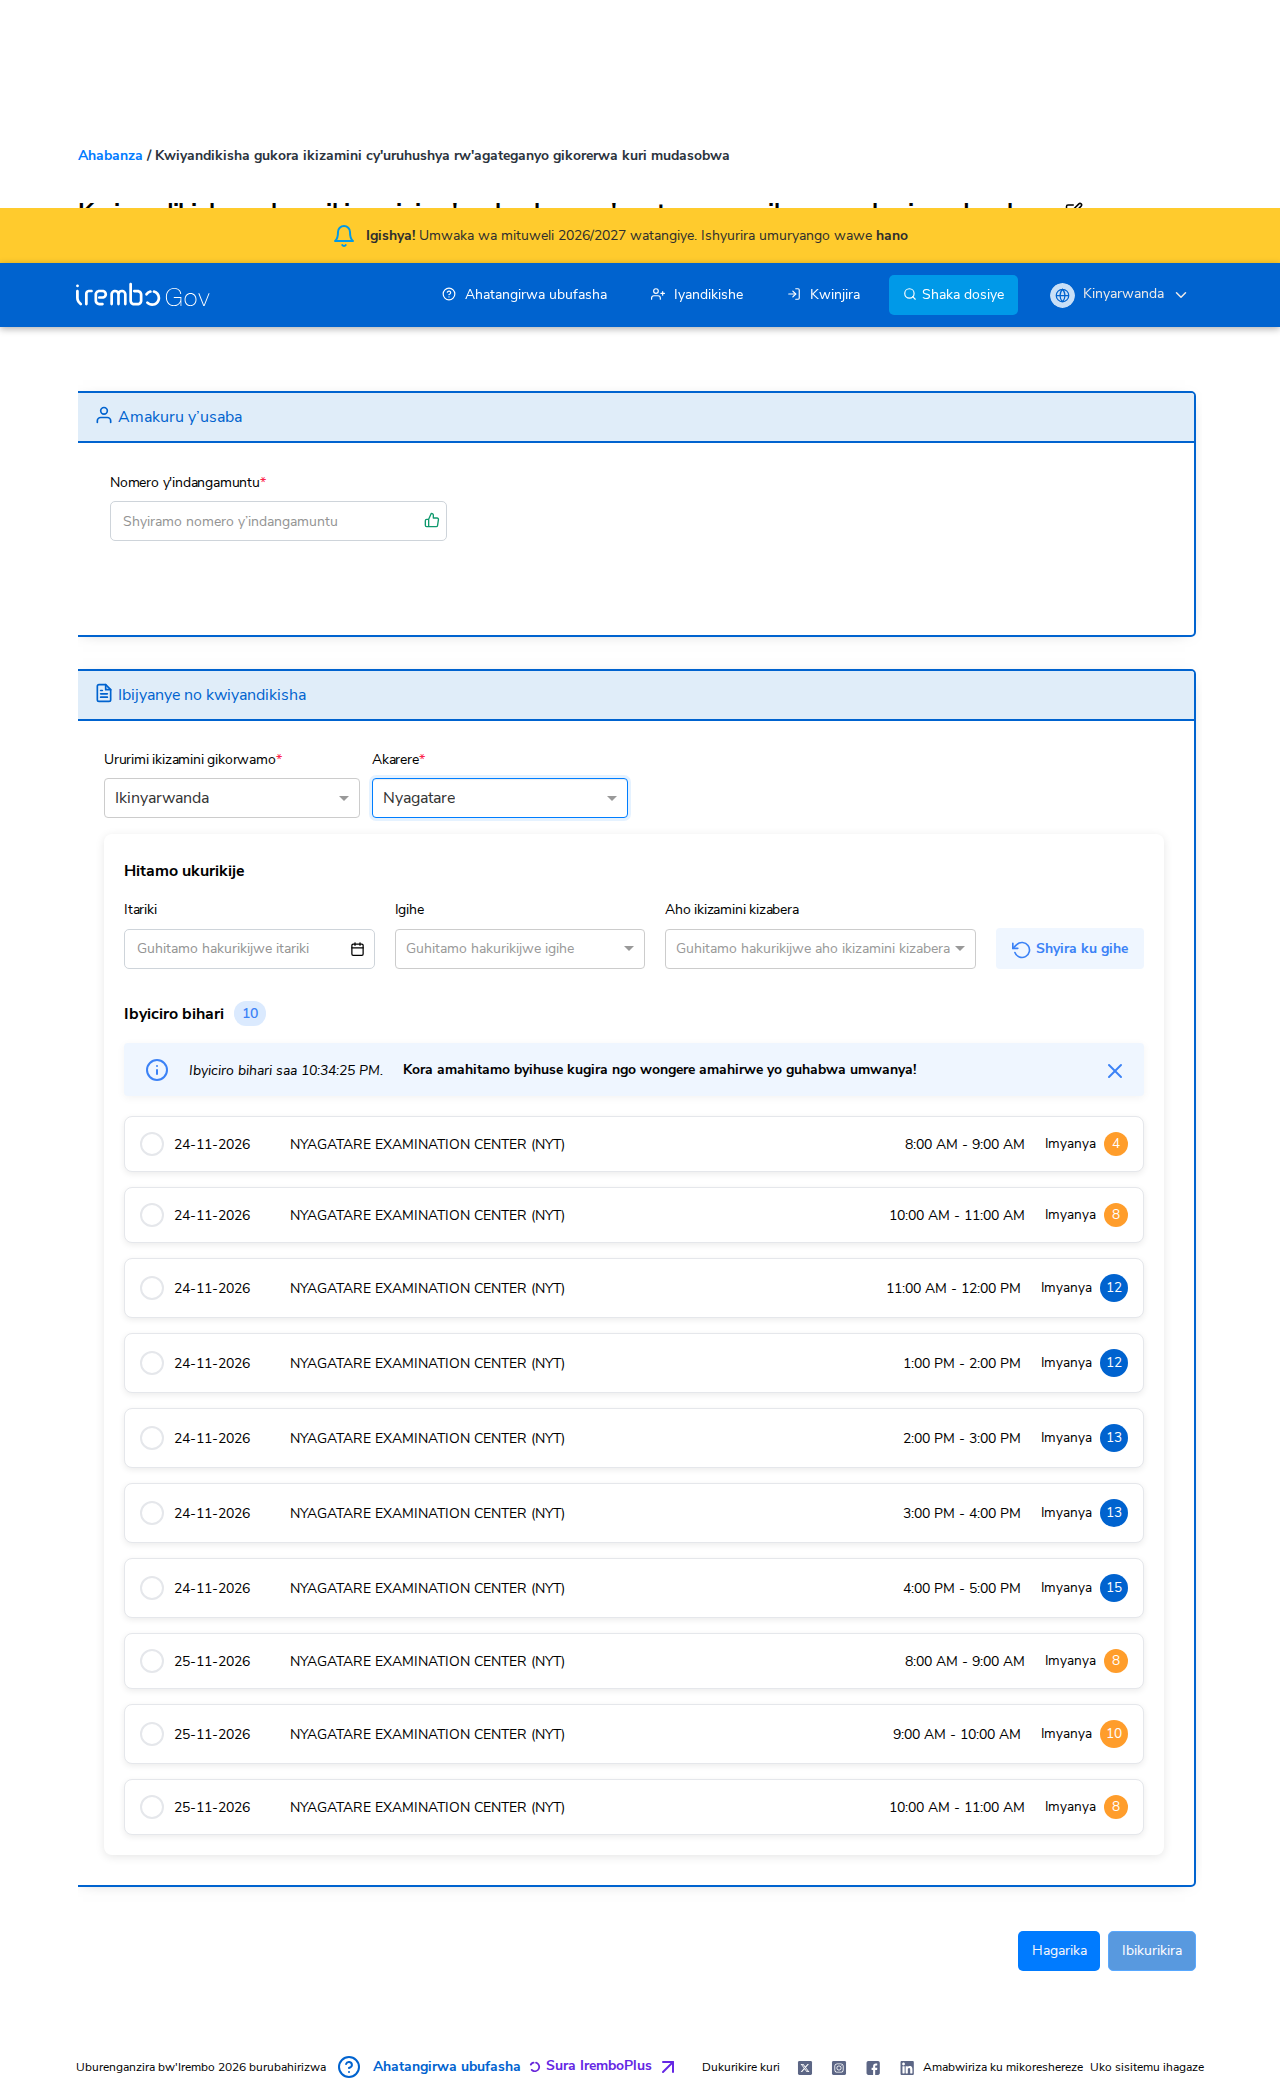 Ahabanza / Kwiyandikisha gukora ikizamini cy'uruhushya rw'agateganyo gikorerwa kuri mudasobwa
Igishya! Umwaka wa mituweli 2026/2027 watangiye. Ishyurira umuryango wawe hano
irembo Gov
Ahatangirwa ubufasha
Iyandikishe
Kwinjira
Shaka dosiye
Kinyarwanda
Amakuru y’usaba
Nomero y'indangamuntu*
Shyiramo nomero y’indangamuntu
Ibijyanye no kwiyandikisha
Ururimi ikizamini gikorwamo* Akarere*
Ikinyarwanda Nyagatare
Hitamo ukurikije
Itariki Igihe Aho ikizamini kizabera
Guhitamo hakurikijwe itariki Guhitamo hakurikijwe igihe Guhitamo hakurikijwe aho ikizamini kizabera Shyira ku gihe
Ibyiciro bihari 10
Ibyiciro bihari saa 10:34:25 PM. Kora amahitamo byihuse kugira ngo wongere amahirwe yo guhabwa umwanya!
24-11-2026 NYAGATARE EXAMINATION CENTER (NYT) 8:00 AM - 9:00 AM Imyanya 4
24-11-2026 NYAGATARE EXAMINATION CENTER (NYT) 10:00 AM - 11:00 AM Imyanya 8
24-11-2026 NYAGATARE EXAMINATION CENTER (NYT) 11:00 AM - 12:00 PM Imyanya 12
24-11-2026 NYAGATARE EXAMINATION CENTER (NYT) 1:00 PM - 2:00 PM Imyanya 12
24-11-2026 NYAGATARE EXAMINATION CENTER (NYT) 2:00 PM - 3:00 PM Imyanya 13
24-11-2026 NYAGATARE EXAMINATION CENTER (NYT) 3:00 PM - 4:00 PM Imyanya 13
24-11-2026 NYAGATARE EXAMINATION CENTER (NYT) 4:00 PM - 5:00 PM Imyanya 15
25-11-2026 NYAGATARE EXAMINATION CENTER (NYT) 8:00 AM - 9:00 AM Imyanya 8
25-11-2026 NYAGATARE EXAMINATION CENTER (NYT) 9:00 AM - 10:00 AM Imyanya 10
25-11-2026 NYAGATARE EXAMINATION CENTER (NYT) 10:00 AM - 11:00 AM Imyanya 8
Hagarika Ibikurikira
Uburenganzira bw'Irembo 2026 burubahirizwa Ahatangirwa ubufasha Sura IremboPlus Dukurikire kuri Amabwiriza ku mikoreshereze Uko sisitemu ihagaze